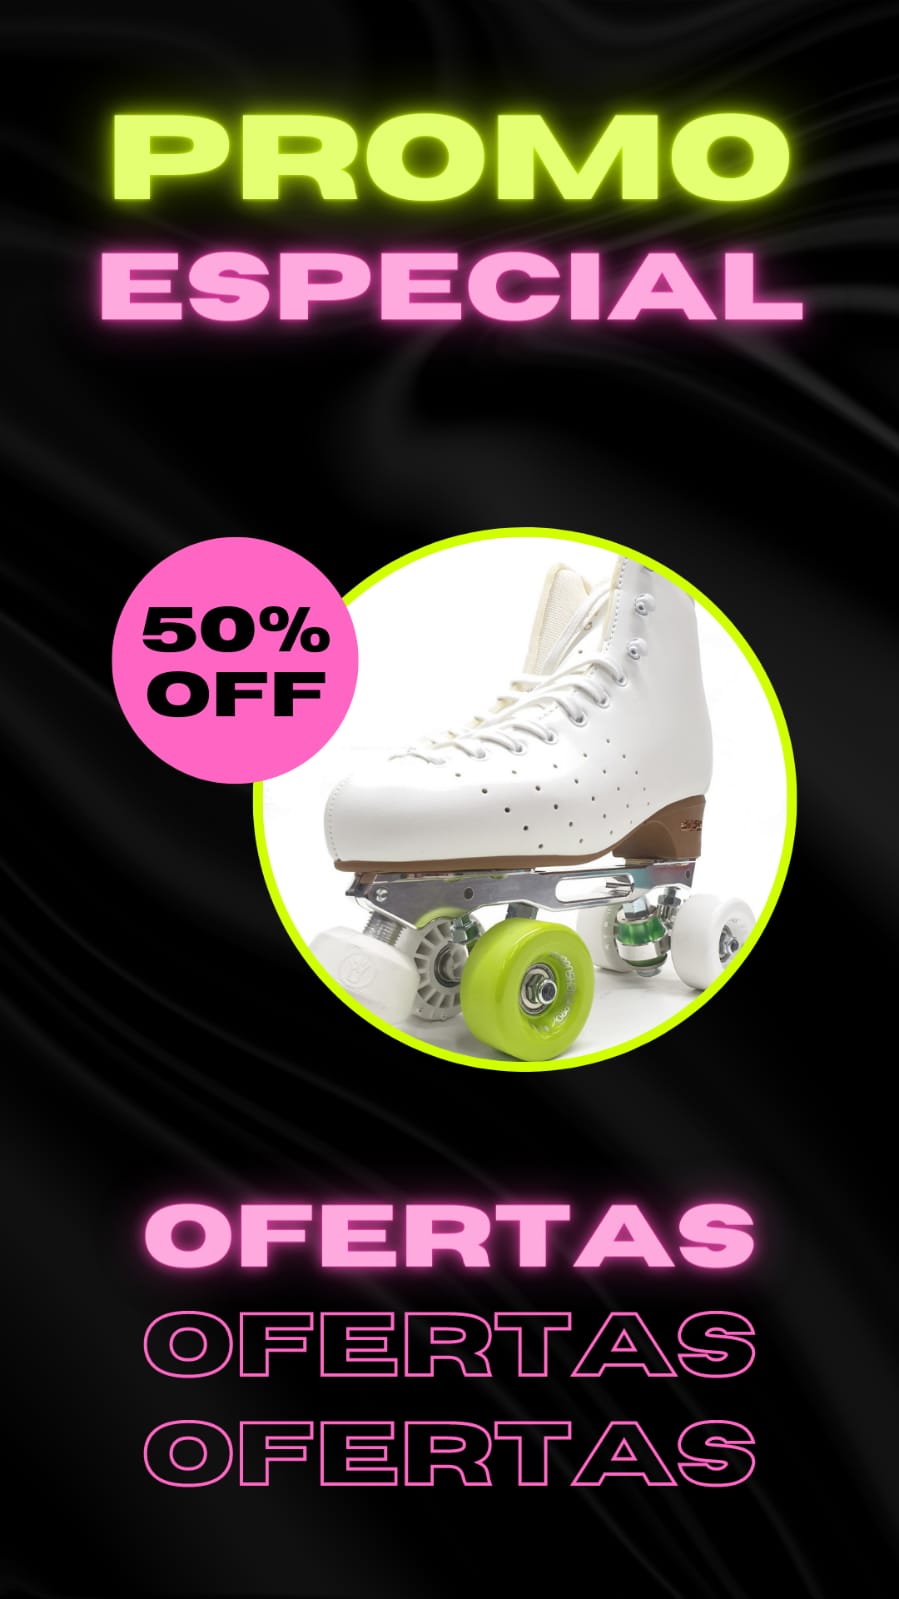 PROMO
ESPECIAL
50%
OFF
OFERTAS
OFERTAS
OFERTAS